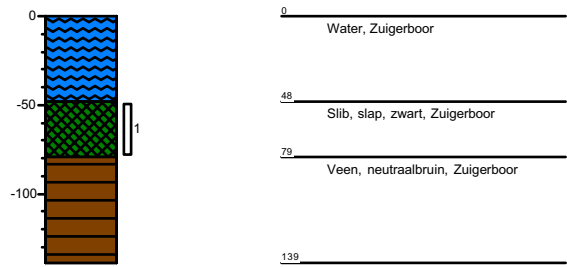 0
-50
-100
1
0
Water, Zuigerboor
48
Slib, slap, zwart, Zuigerboor
79
Veen, neutraalbruin, Zuigerboor
139